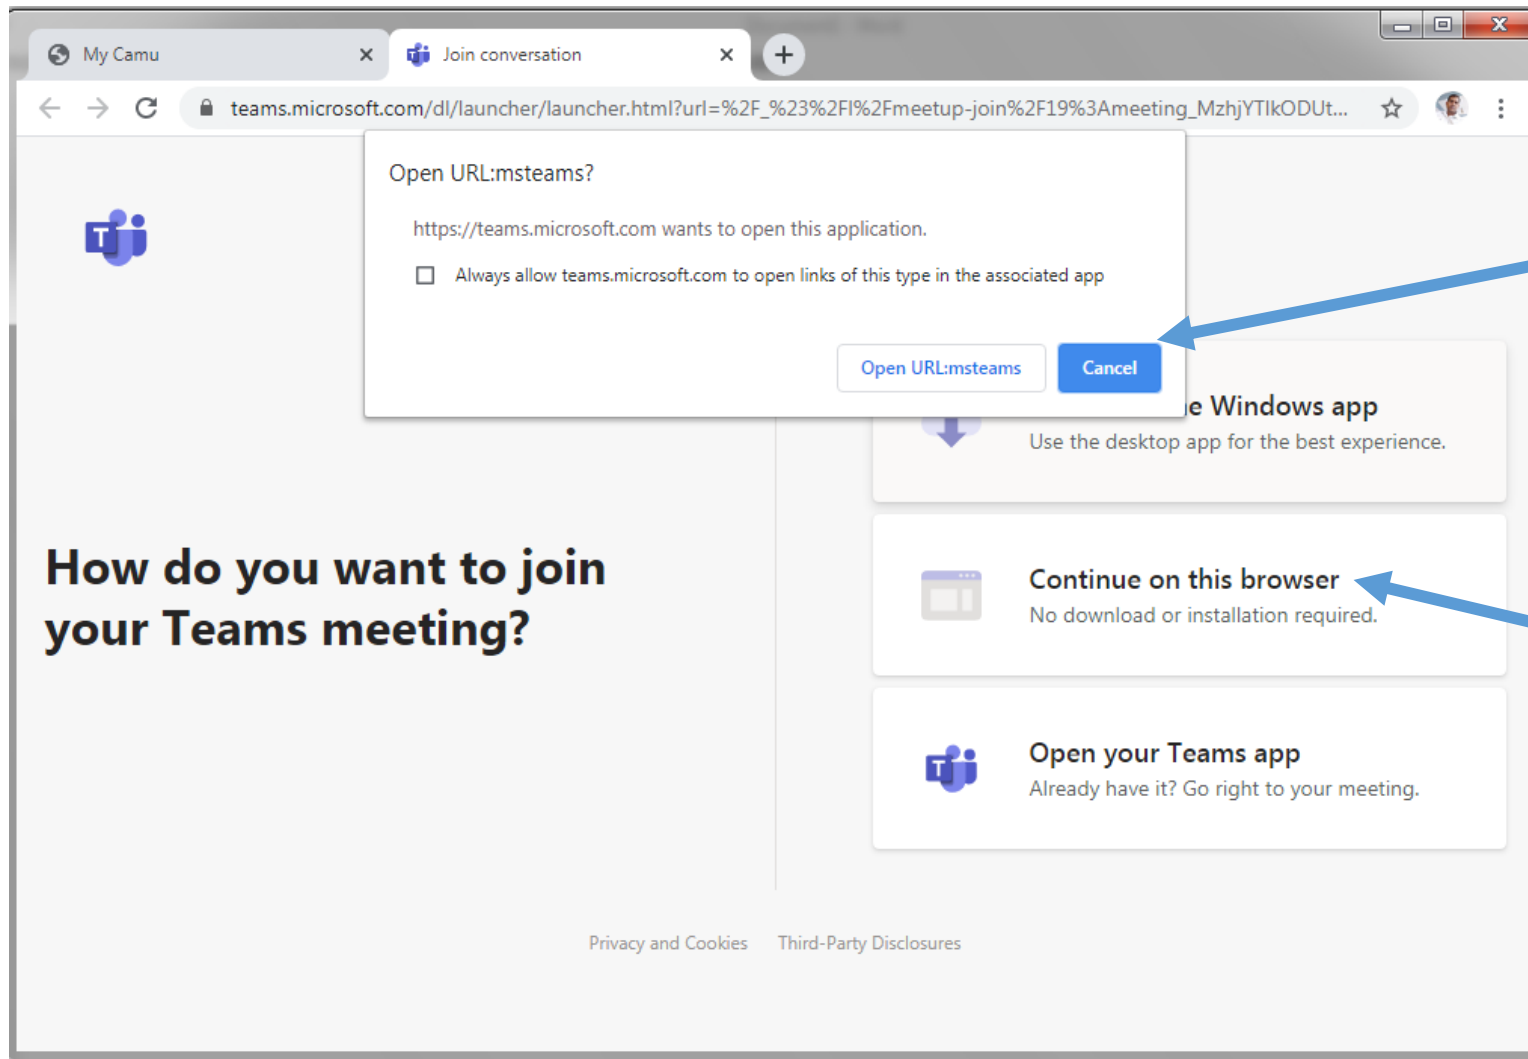 My Camu
Join conversation
teams.microsoft.com/dl/launcher/launcher.html?url=%2F_%23%2Fl%2Fmeetup-join%2F19%3Ameeting_MzhjYTlkODUt...
Open URL:msteams?
https://teams.microsoft.com wants to open this application.
Always allow teams.microsoft.com to open links of this type in the associated app
Open URL:msteams
Cancel
Windows app
Use the desktop app for the best experience.
How do you want to join
your Teams meeting?
Continue on this browser
No download or installation required.
Open your Teams app
Already have it? Go right to your meeting.
Privacy and Cookies
Third-Party Disclosures